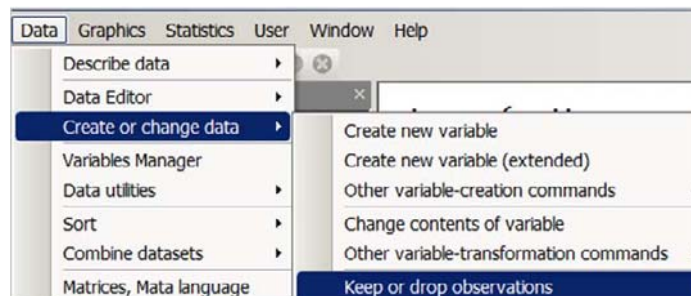 Data Graphics Statistics User Window Help
Describe data
Data Editor
Create or change data
Variables Manager
Data utilities
Sort
Combine datasets
Matrices, Mata language
Create new variable
Create new variable (extended)
Other variable-creation commands
Change contents of variable
Other variable-transformation commands
Keep or drop observations